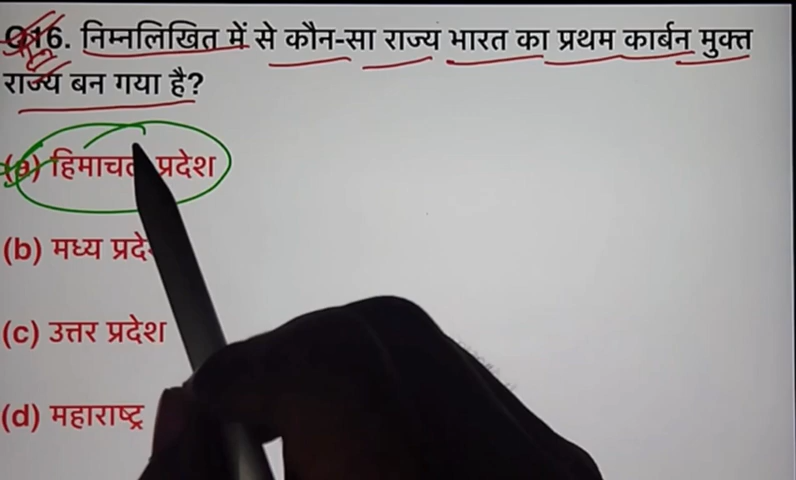 Q16. निम्नलिखित में से कौन-सा राज्य भारत का प्रथम कार्बन मुक्त
राज्य बन गया है?
(a) हिमाचल प्रदेश
(b) मध्य प्रदेश
(c) उत्तर प्रदेश
(d) महाराष्ट्र